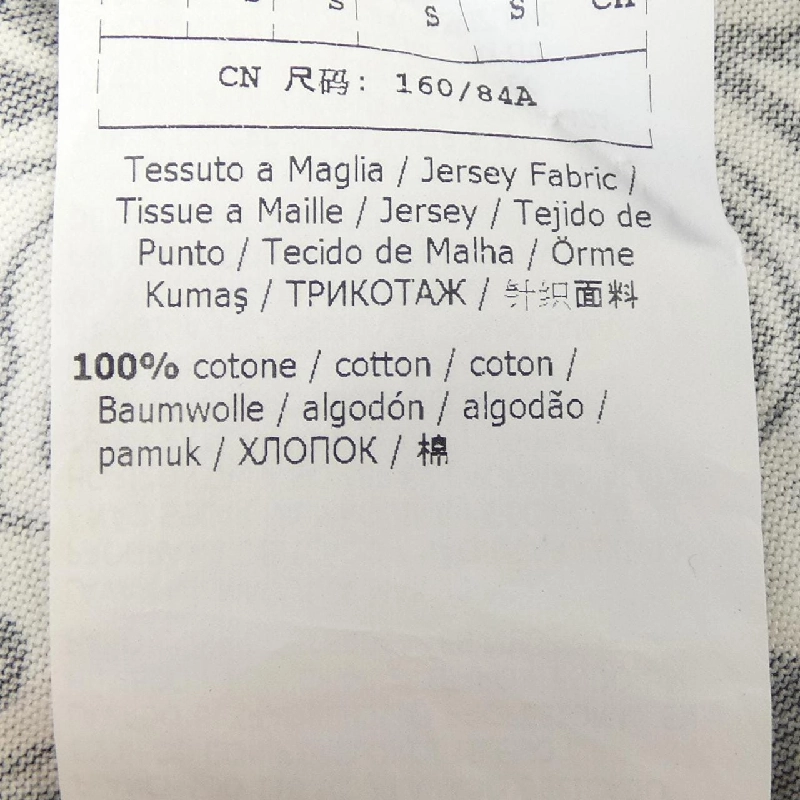 S S S S CH
CN 尺码: 160/84A
Tessuto a Maglia / Jersey Fabric /
Tissue a Maille / Jersey / Tejido de
Punto / Tecido de Malha / Örme
Kumaş / ТРИКОТАЖ / 针织面料
100% cotone / cotton / coton /
Baumwolle / algodón / algodão /
pamuk / ХЛОПОК / 棉